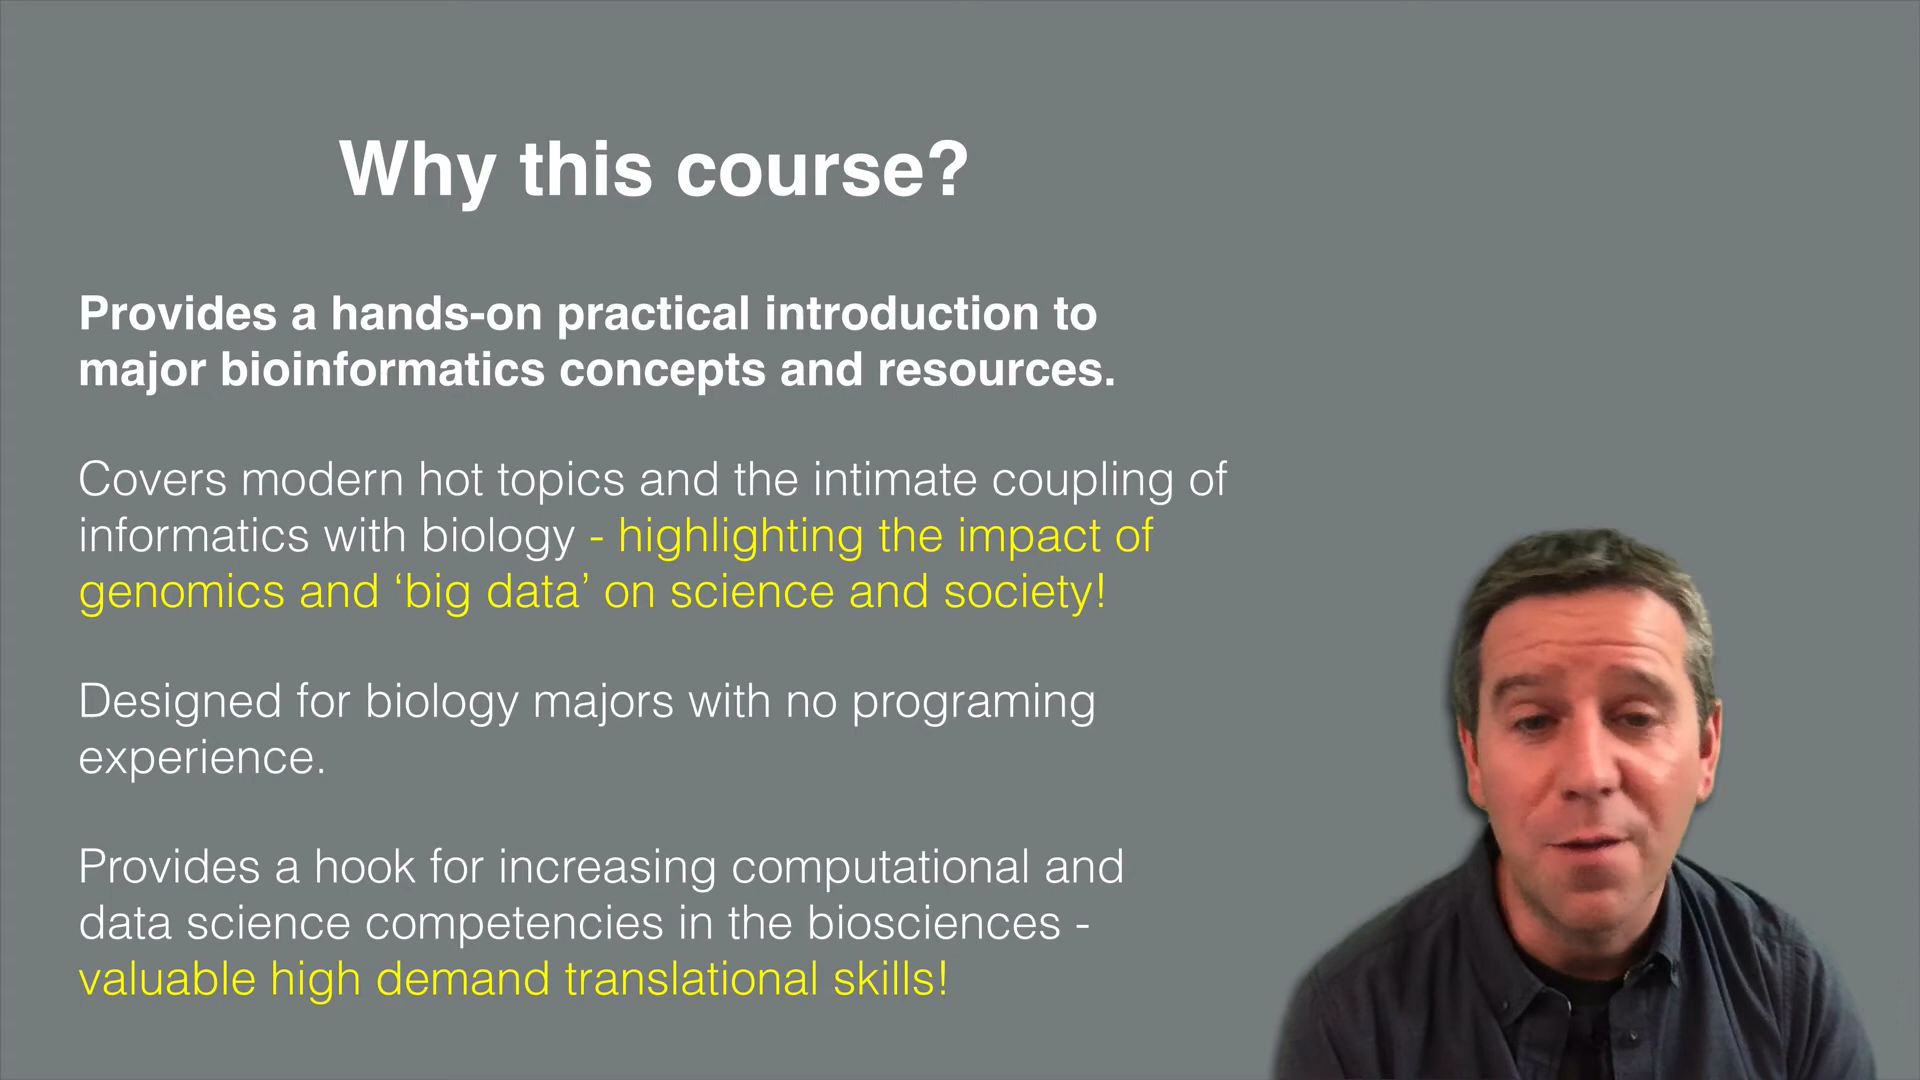 Why this course?
Provides a hands-on practical introduction to
major bioinformatics concepts and resources.
Covers modern hot topics and the intimate coupling of
informatics with biology - highlighting the impact of
genomics and ‘big data’ on science and society!
Designed for biology majors with no programing
experience.
Provides a hook for increasing computational and
data science competencies in the biosciences -
valuable high demand translational skills!